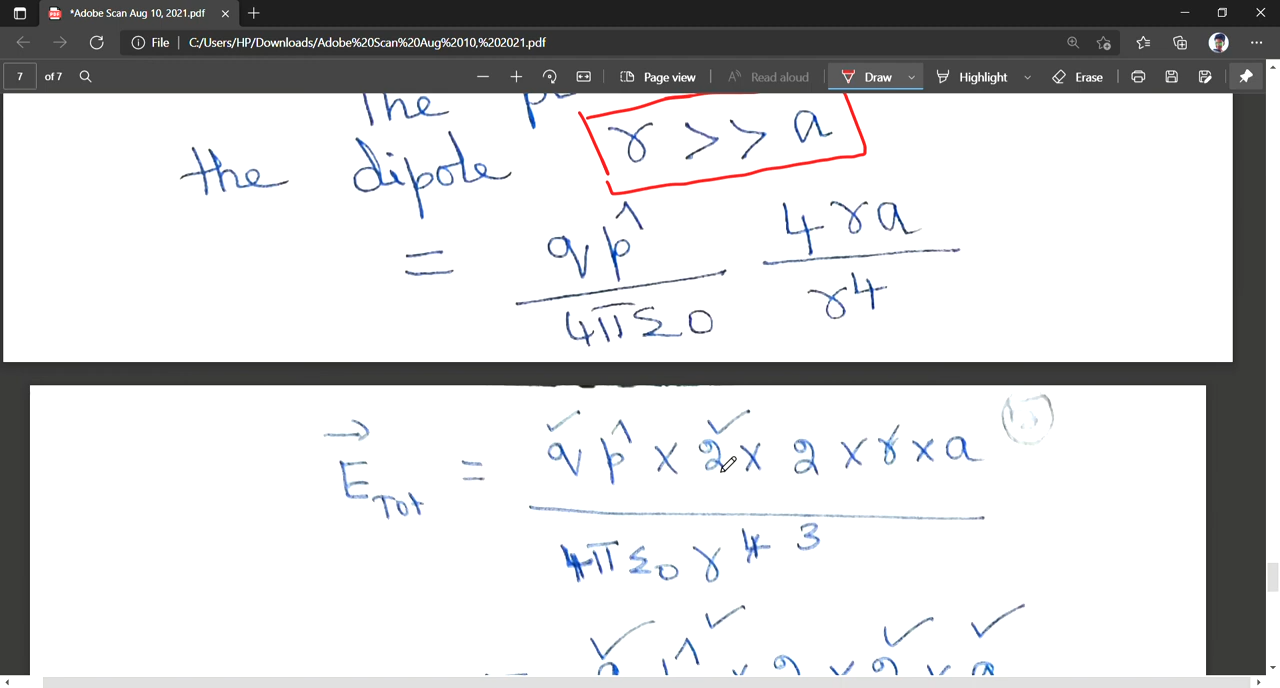 *Adobe Scan Aug 10, 2021.pdf
File | C:/Users/HP/Downloads/Adobe%20Scan%20Aug%2010,%202021.pdf
7 of 7 Page view Read aloud Draw Highlight Erase
The
the dipole r >> a
= qp̂ / 4πε0 4ra / r4
E⃗Tot = qp̂ × 2 × 2 × r × a
4πε0 r 4 3